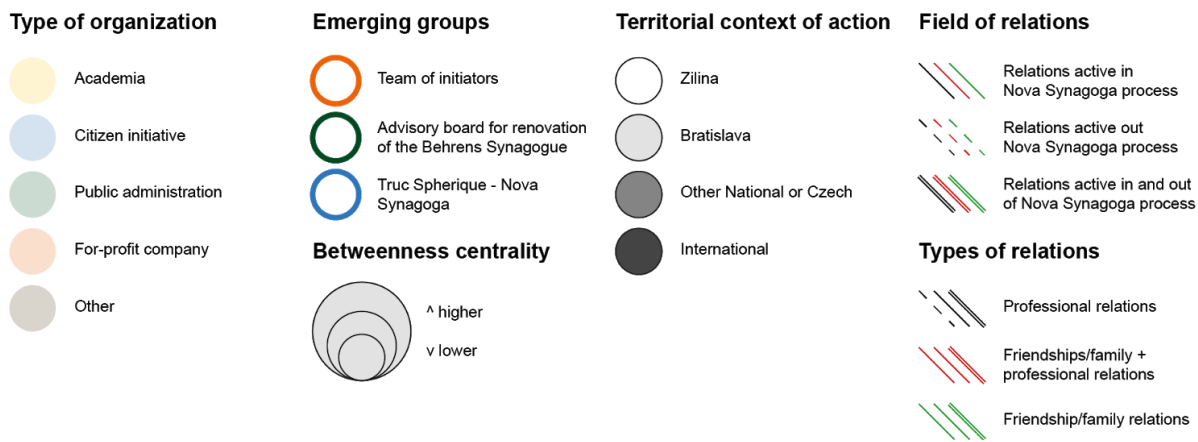 Type of organization
Academia
Citizen initiative
Public administration
For-profit company
Other
Emerging groups
Team of initiators
Advisory board for renovation
of the Behrens Synagogue
Truc Spherique - Nova
Synagoga
Betweenness centrality
^ higher
v lower
Territorial context of action
Zilina
Bratislava
Other National or Czech
International
Field of relations
Relations active in
Nova Synagoga process
Relations active out
Nova Synagoga process
Relations active in and out
of Nova Synagoga process
Types of relations
Professional relations
Friendships/family +
professional relations
Friendship/family relations